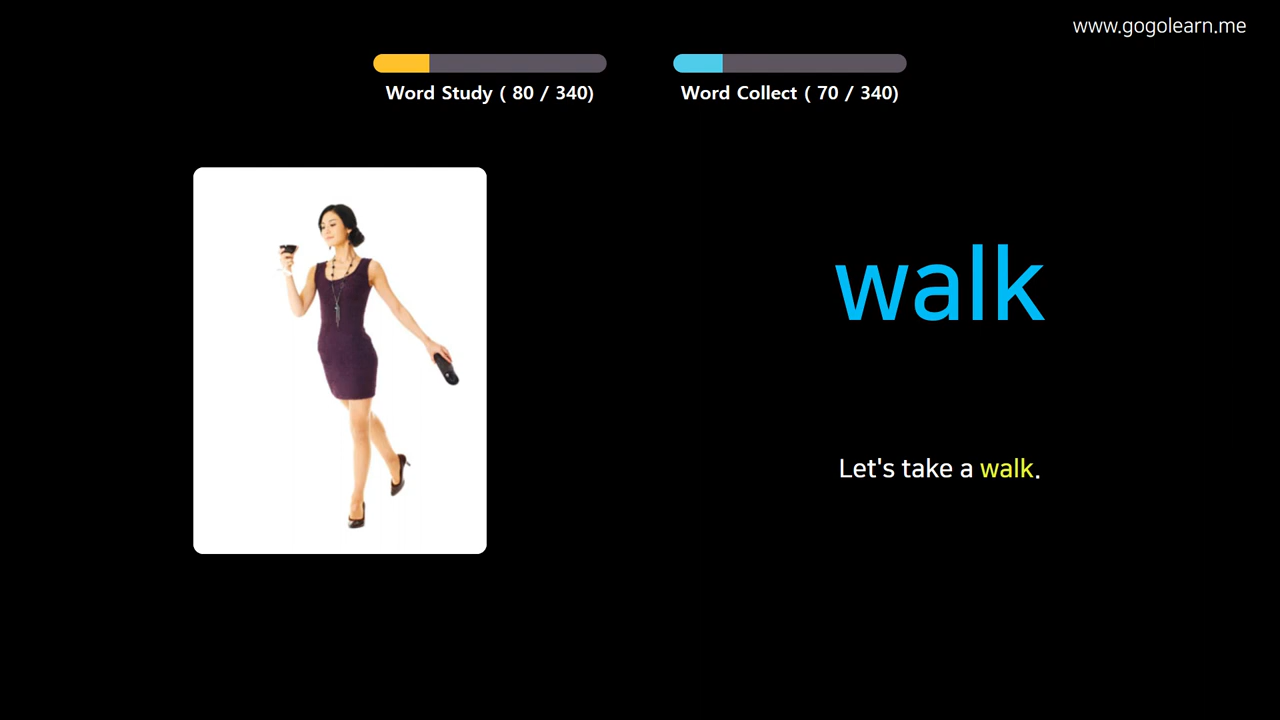 www.gogolearn.me
Word Study ( 80 / 340)
Word Collect ( 70 / 340)
walk
Let's take a walk.